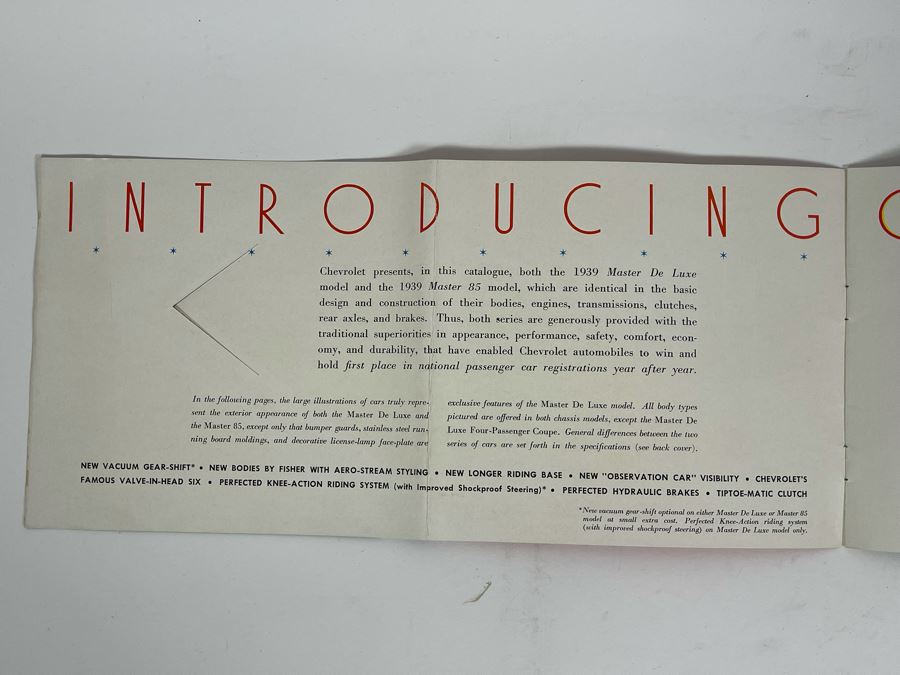 INTRODUCING
Chevrolet presents, in this catalogue, both the 1939 Master De Luxe
model and the 1939 Master 85 model, which are identical in the basic
design and construction of their bodies, engines, transmissions, clutches,
rear axles, and brakes. Thus, both series are generously provided with the
traditional superiorities in appearance, performance, safety, comfort, econ-
omy, and durability, that have enabled Chevrolet automobiles to win and
hold first place in national passenger car registrations year after year.
In the following pages, the large illustrations of cars truly repre-
sent the exterior appearance of both the Master De Luxe and
the Master 85, except only that bumper guards, stainless steel run-
ning board moldings, and decorative license-lamp face-plate are
exclusive features of the Master De Luxe model. All body types
pictured are offered in both chassis models, except the Master De
Luxe Four-Passenger Coupe. General differences between the two
series of cars are set forth in the specifications (see back cover).
NEW VACUUM GEAR-SHIFT* • NEW BODIES BY FISHER WITH AERO-STREAM STYLING • NEW LONGER RIDING BASE • NEW "OBSERVATION CAR" VISIBILITY • CHEVROLET'S
FAMOUS VALVE-IN-HEAD SIX • PERFECTED KNEE-ACTION RIDING SYSTEM (with Improved Shockproof Steering)* • PERFECTED HYDRAULIC BRAKES • TIPTOE-MATIC CLUTCH
*New vacuum gear-shift optional on either Master De Luxe or Master 85
model at small extra cost. Perfected Knee-Action riding system
(with improved shockproof steering) on Master De Luxe model only.